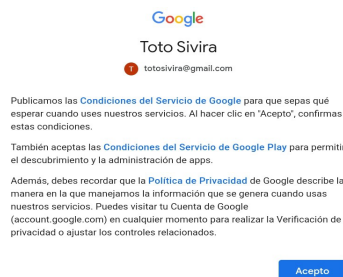 Google
Toto Sivira
T totosivira@gmail.com
Publicamos las Condiciones del Servicio de Google para que sepas qué
esperar cuando uses nuestros servicios. Al hacer clic en "Acepto", confirmas
estas condiciones.
También aceptas las Condiciones del Servicio de Google Play para permitir
el descubrimiento y la administración de apps.
Además, debes recordar que la Política de Privacidad de Google describe la
manera en la que manejamos la información que se genera cuando usas
nuestros servicios. Puedes visitar tu Cuenta de Google
(account.google.com) en cualquier momento para realizar la Verificación de
privacidad o ajustar los controles relacionados.
Acepto